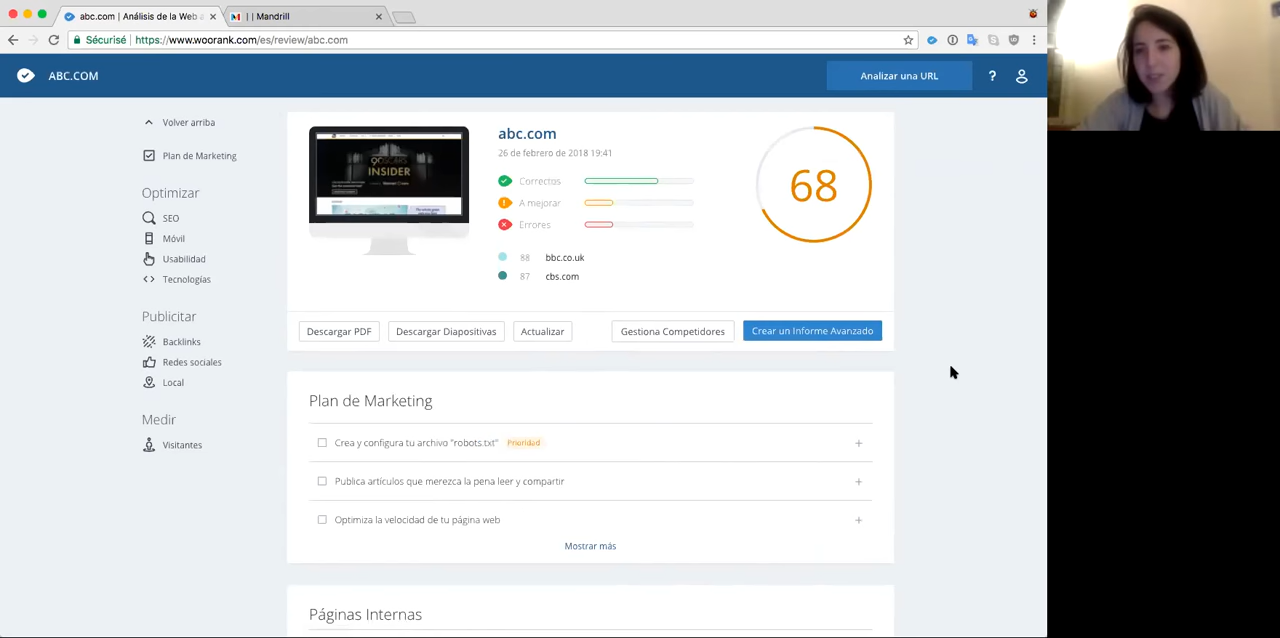 abc.com | Análisis de la Web a
| | Mandrill
Sécurisé | https://www.woorank.com/es/review/abc.com
ABC.COM
Analizar una URL
?
Volver arriba
Plan de Marketing
Optimizar
SEO
Móvil
Usabilidad
Tecnologías
Publicitar
Backlinks
Redes sociales
Local
Medir
Visitantes
INSIDER
abc.com
26 de febrero de 2018 19:41
Correctos
A mejorar
Errores
88 bbc.co.uk
87 cbs.com
68
Descargar PDF
Descargar Diapositivas
Actualizar
Gestiona Competidores
Crear un Informe Avanzado
Plan de Marketing
Crea y configura tu archivo "robots.txt" Prioridad
Publica artículos que merezca la pena leer y compartir
Optimiza la velocidad de tu página web
Mostrar más
Páginas Internas